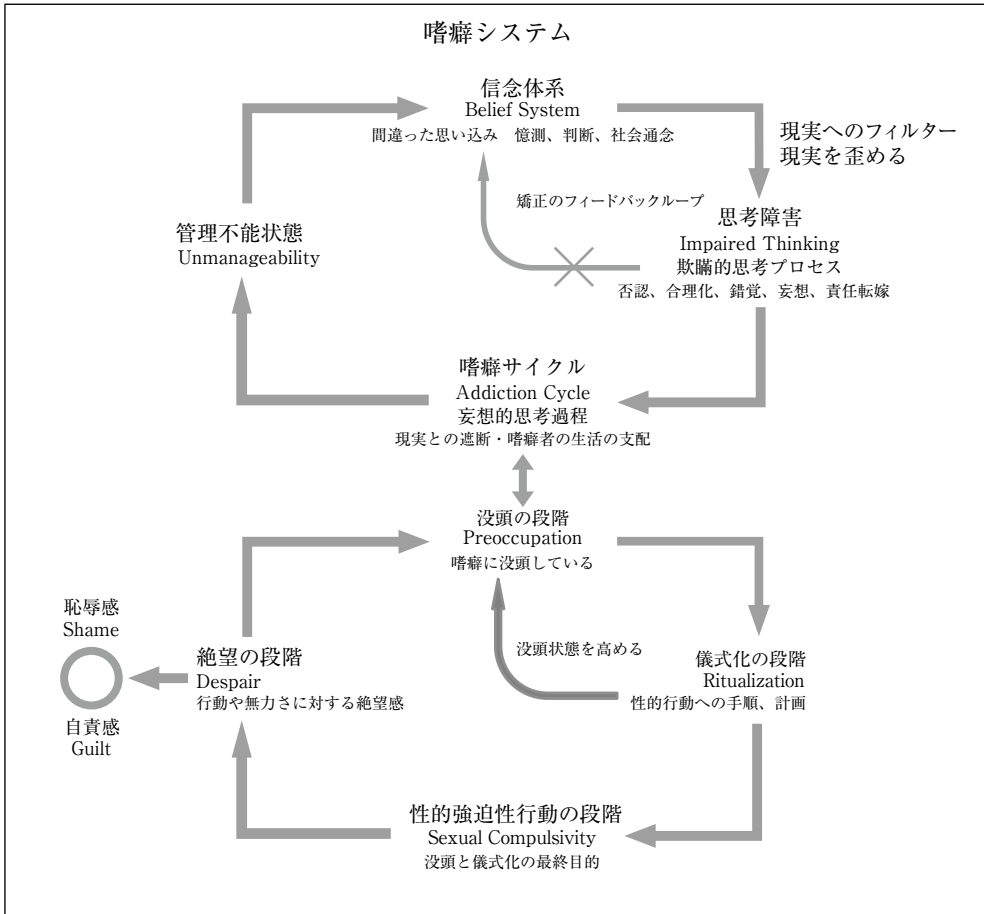 嗜癖システム
信念体系
Belief System
間違った思い込み　憶測、判断、社会通念
現実へのフィルター
現実を歪める
矯正のフィードバックループ
思考障害
Impaired Thinking
欺瞞的思考プロセス
否認、合理化、錯覚、妄想、責任転嫁
管理不能状態
Unmanageability
嗜癖サイクル
Addiction Cycle
妄想的思考過程
現実との遮断・嗜癖者の生活の支配
没頭の段階
Preoccupation
嗜癖に没頭している
没頭状態を高める
儀式化の段階
Ritualization
性的行動への手順、計画
恥辱感
Shame
自責感
Guilt
絶望の段階
Despair
行動や無力さに対する絶望感
性的強迫性行動の段階
Sexual Compulsivity
没頭と儀式化の最終目的